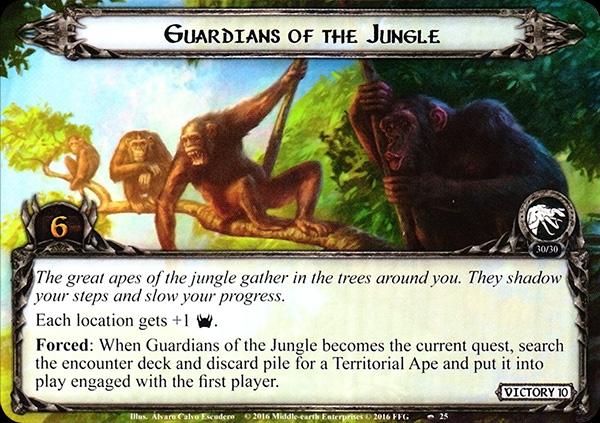 Guardians of the Jungle
6
30/30
The great apes of the jungle gather in the trees around you. They shadow
your steps and slow your progress.
Each location gets +1 .
Forced: When Guardians of the Jungle becomes the current quest, search
the encounter deck and discard pile for a Territorial Ape and put it into
play engaged with the first player.
VICTORY 10
Illus. Álvaro Calvo Escudero © 2016 Middle-earth Enterprises © 2016 FFG 25